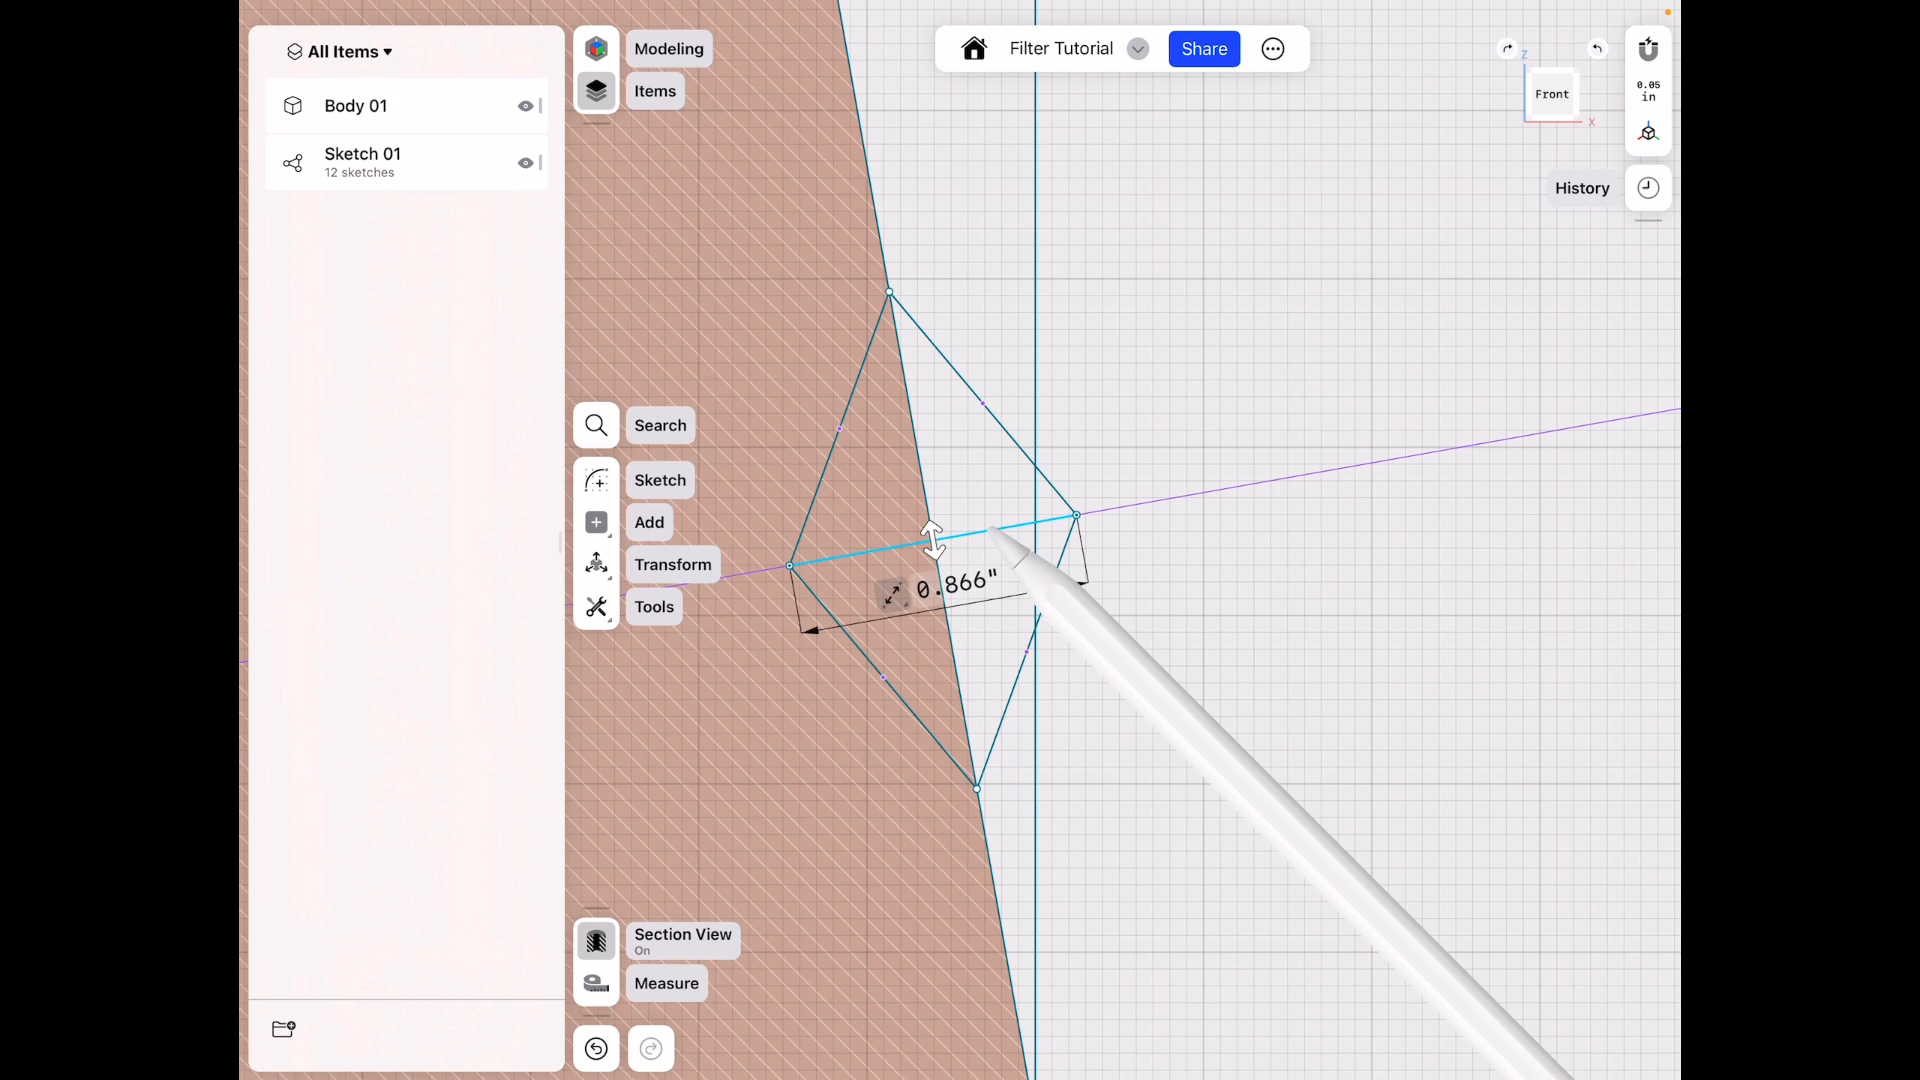 All Items
Body 01
Sketch 01
12 sketches
Modeling
Items
Filter Tutorial
Share
Z
Front
X
0.05
in
History
Search
Sketch
Add
Transform
Tools
0.866"
Section View
On
Measure